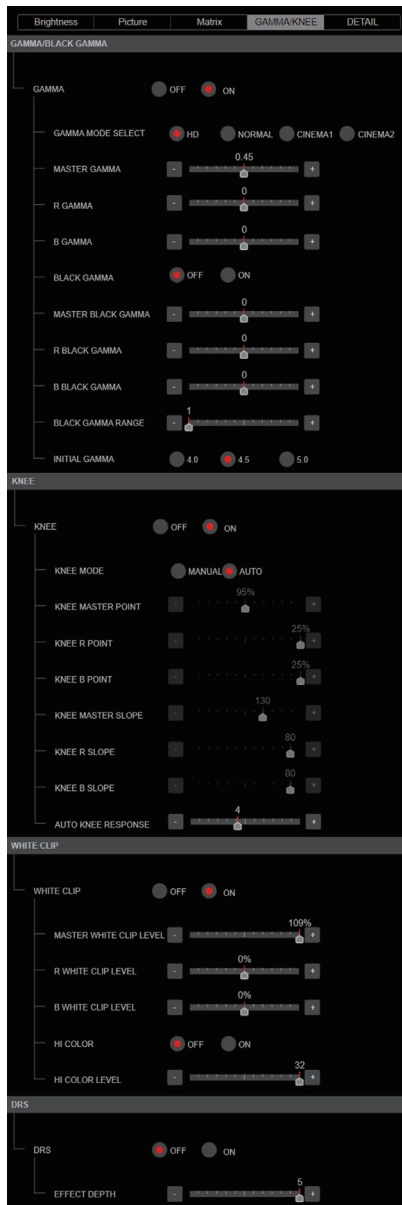 Brightness Picture Matrix GAMMA/KNEE DETAIL
GAMMA/BLACK GAMMA
GAMMA OFF ON
GAMMA MODE SELECT HD NORMAL CINEMA1 CINEMA2
0.45
MASTER GAMMA - +
0
R GAMMA - +
0
B GAMMA - +
BLACK GAMMA OFF ON
0
MASTER BLACK GAMMA - +
0
R BLACK GAMMA - +
0
B BLACK GAMMA - +
1
BLACK GAMMA RANGE - +
INITIAL GAMMA 4.0 4.5 5.0
KNEE
KNEE OFF ON
KNEE MODE MANUAL AUTO
95%
KNEE MASTER POINT - +
25%
KNEE R POINT - +
25%
KNEE B POINT - +
130
KNEE MASTER SLOPE - +
80
KNEE R SLOPE - +
80
KNEE B SLOPE - +
4
AUTO KNEE RESPONSE - +
WHITE CLIP
WHITE CLIP OFF ON
109%
MASTER WHITE CLIP LEVEL - +
0%
R WHITE CLIP LEVEL - +
0%
B WHITE CLIP LEVEL - +
HI COLOR OFF ON
32
HI COLOR LEVEL - +
DRS
DRS OFF ON
5
EFFECT DEPTH - +